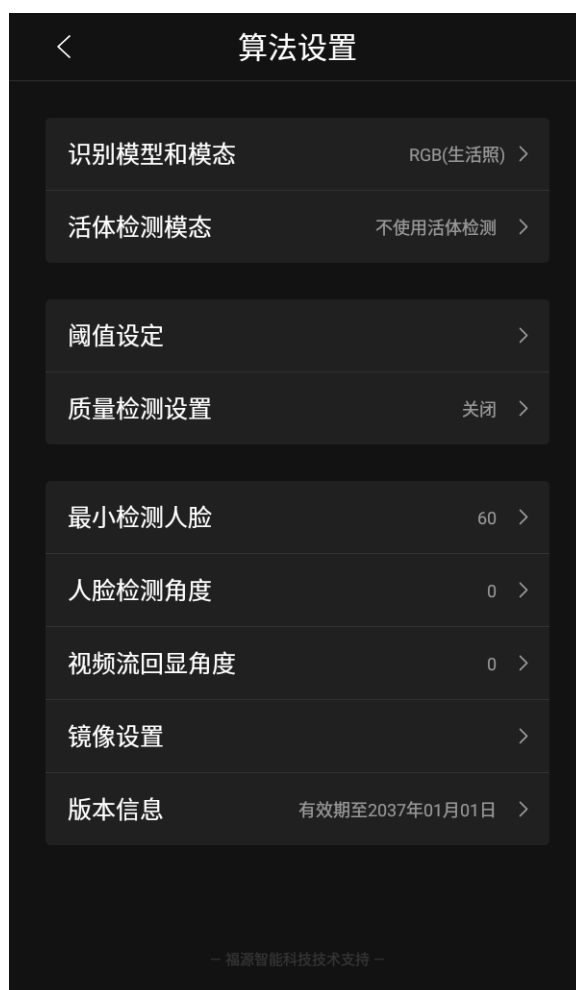 算法设置
识别模型和模态 RGB(生活照)
活体检测模态 不使用活体检测
阈值设定
质量检测设置 关闭
最小检测人脸 60
人脸检测角度 0
视频流回显角度 0
镜像设置
版本信息 有效期至2037年01月01日
— 福源智能科技技术支持 —